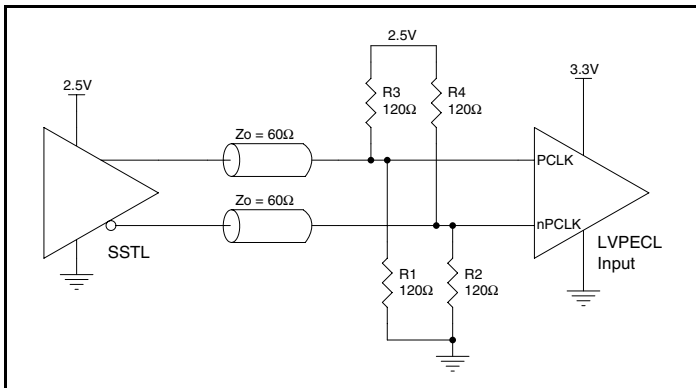 2.5V
2.5V
3.3V
R3
120Ω
R4
120Ω
Zo = 60Ω
PCLK
Zo = 60Ω
nPCLK
SSTL
LVPECL
Input
R1
120Ω
R2
120Ω